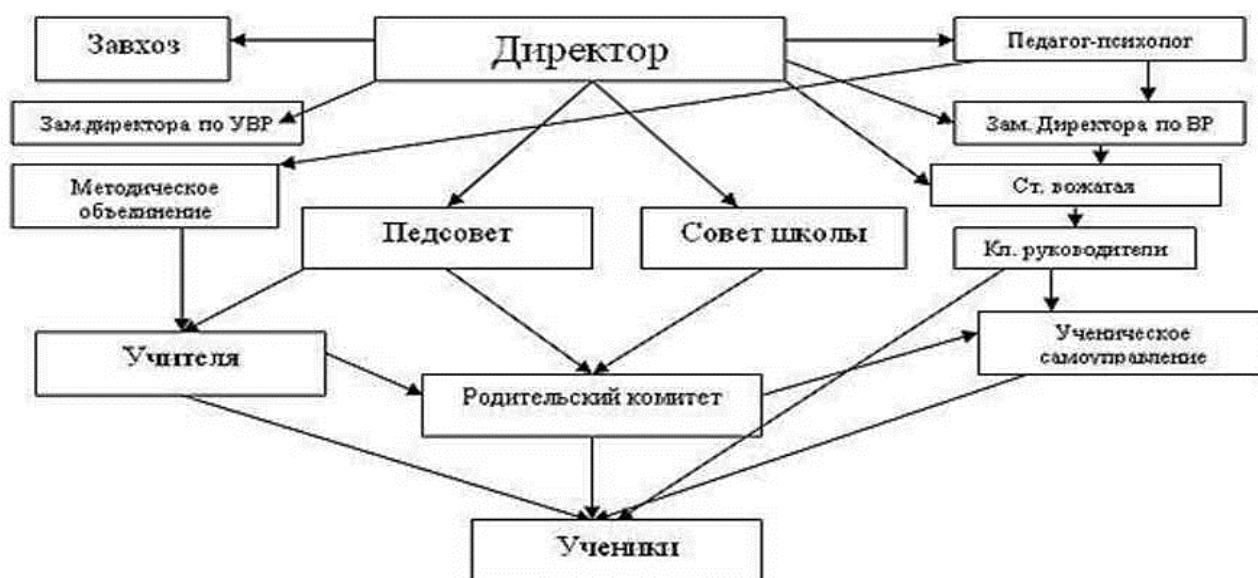 Завхоз
Директор
Педагог-психолог
Зам.директора по УВР
Зам. Директора по ВР
Методическое
объединение
Ст. вожатая
Педсовет
Совет школы
Кл. руководители
Учителя
Ученическое
самоуправление
Родительский комитет
Ученики